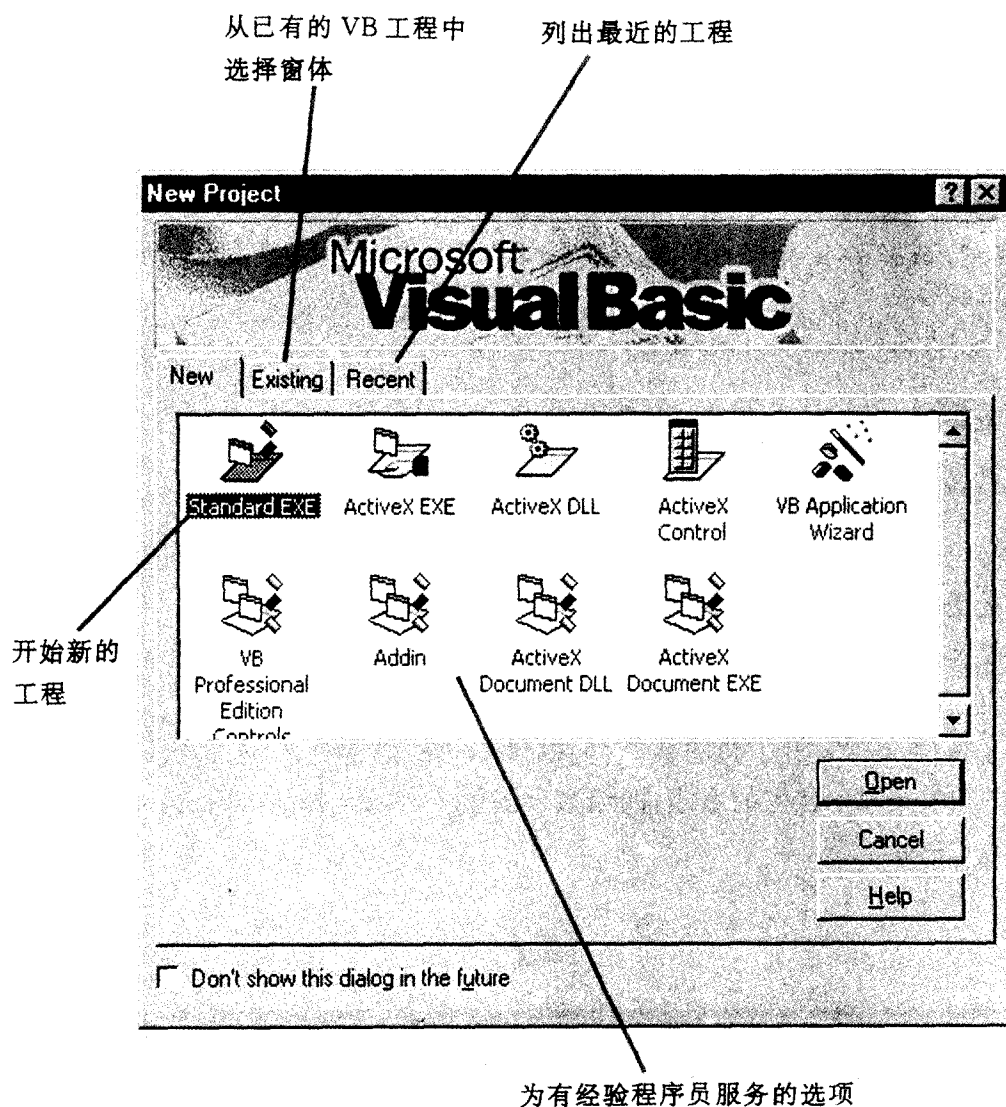 从已有的 VB 工程中
选择窗体
列出最近的工程
New Project
Microsoft
Visual Basic
New Existing Recent
Standard EXE
ActiveX EXE
ActiveX DLL
ActiveX
Control
VB Application
Wizard
VB
Professional
Edition
Controls
Addin
ActiveX
Document DLL
ActiveX
Document EXE
开始新的
工程
Open
Cancel
Help
Don't show this dialog in the future
为有经验程序员服务的选项